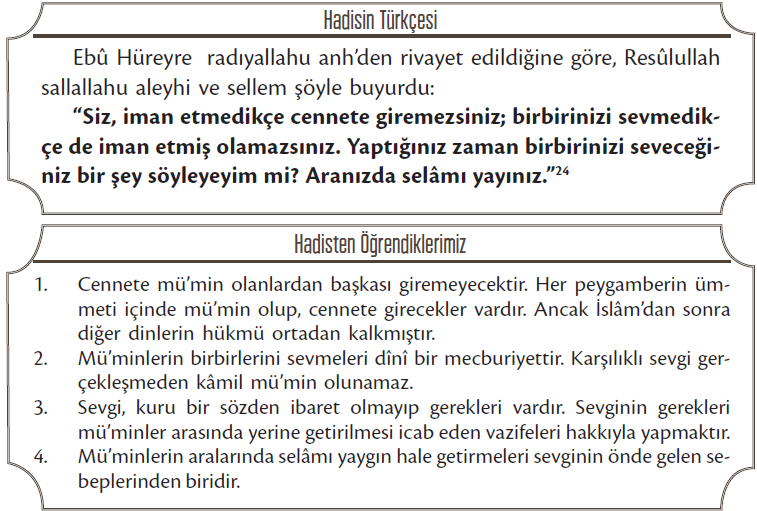 Hadisin Türkçesi
Ebû Hüreyre radıyallahu anh’den rivayet edildiğine göre, Resûlullah
sallallahu aleyhi ve sellem şöyle buyurdu:
“Siz, iman etmedikçe cennete giremezsiniz; birbirinizi sevmedik-
çe de iman etmiş olamazsınız. Yaptığınız zaman birbirinizi seveceği-
niz bir şey söyleyeyim mi? Aranızda selâmı yayınız.”²⁴
Hadisten Öğrendiklerimiz
1. Cennete mü’min olanlardan başkası giremeyecektir. Her peygamberin üm-
meti içinde mü’min olup, cennete girecekler vardır. Ancak İslâm’dan sonra
diğer dinlerin hükmü ortadan kalkmıştır.
2. Mü’minlerin birbirlerini sevmeleri dînî bir mecburiyettir. Karşılıklı sevgi ger-
çekleşmeden kâmil mü’min olunamaz.
3. Sevgi, kuru bir sözden ibaret olmayıp gerekleri vardır. Sevginin gerekleri
mü’minler arasında yerine getirilmesi icab eden vazifeleri hakkıyla yapmaktır.
4. Mü’minlerin aralarında selâmı yaygın hale getirmeleri sevginin önde gelen se-
beplerinden biridir.